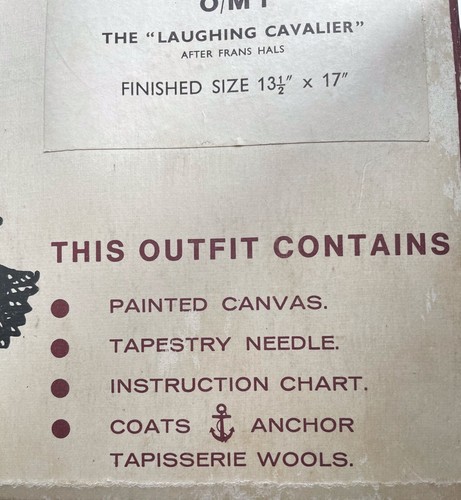 O/M1
THE "LAUGHING CAVALIER"
AFTER FRANS HALS
FINISHED SIZE 13½" x 17"
THIS OUTFIT CONTAINS
● PAINTED CANVAS.
● TAPESTRY NEEDLE.
● INSTRUCTION CHART.
● COATS ANCHOR
TAPISSERIE WOOLS.